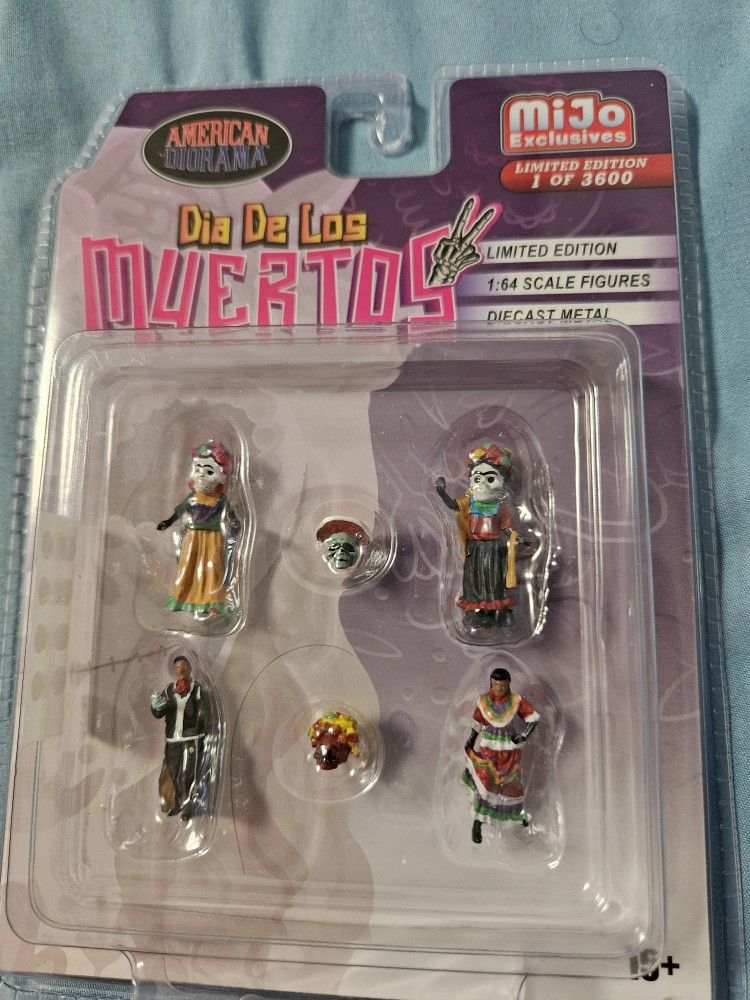 AMERICAN
DIORAMA
MiJo
Exclusives
LIMITED EDITION
1 OF 3600
Dia De Los
MUERTOS
LIMITED EDITION
1:64 SCALE FIGURES
DIECAST METAL